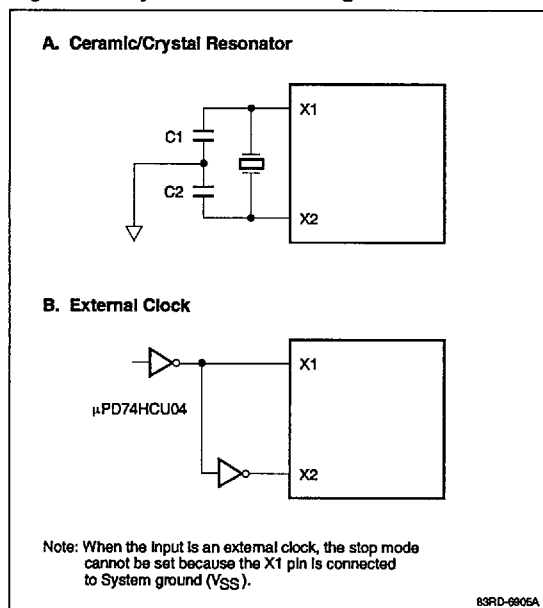 A. Ceramic/Crystal Resonator
X1
C1
C2
X2
B. External Clock
X1
μPD74HCU04
X2
Note: When the input is an external clock, the stop mode
cannot be set because the X1 pin is connected
to System ground (VSS).
83RD-6905A